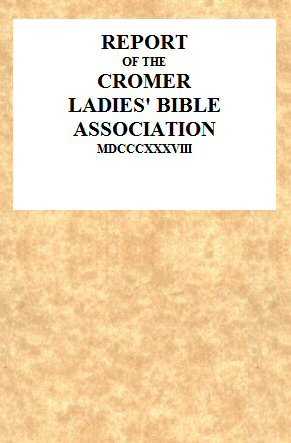 REPORT
OF THE
CROMER
LADIES' BIBLE
ASSOCIATION
MDCCCXXXVIII